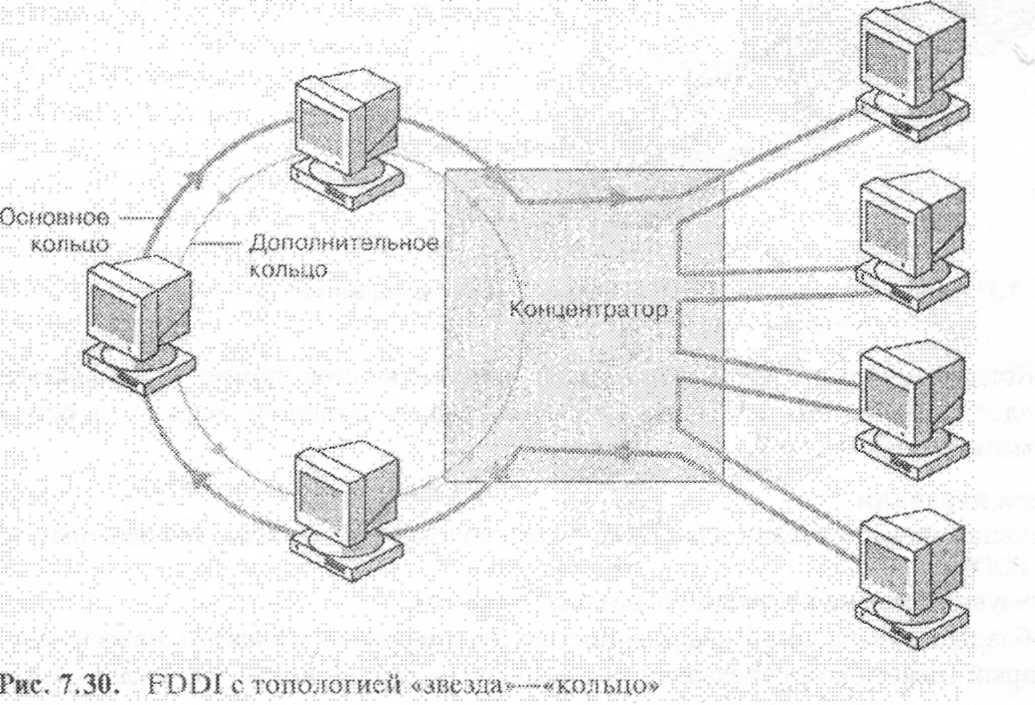 Основное
кольцо
Дополнительное
кольцо
Концентратор
Рис. 7.30. FDDI с топологией «звезда»—«кольцо»